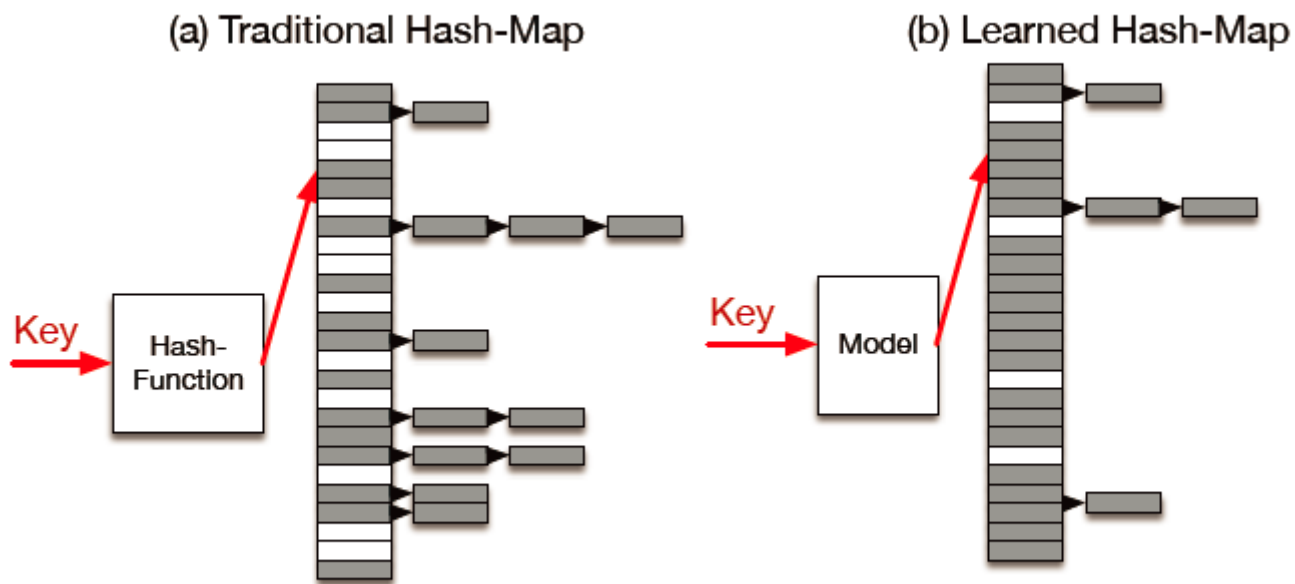 (a) Traditional Hash-Map
(b) Learned Hash-Map
Key
Hash-
Function
Key
Model